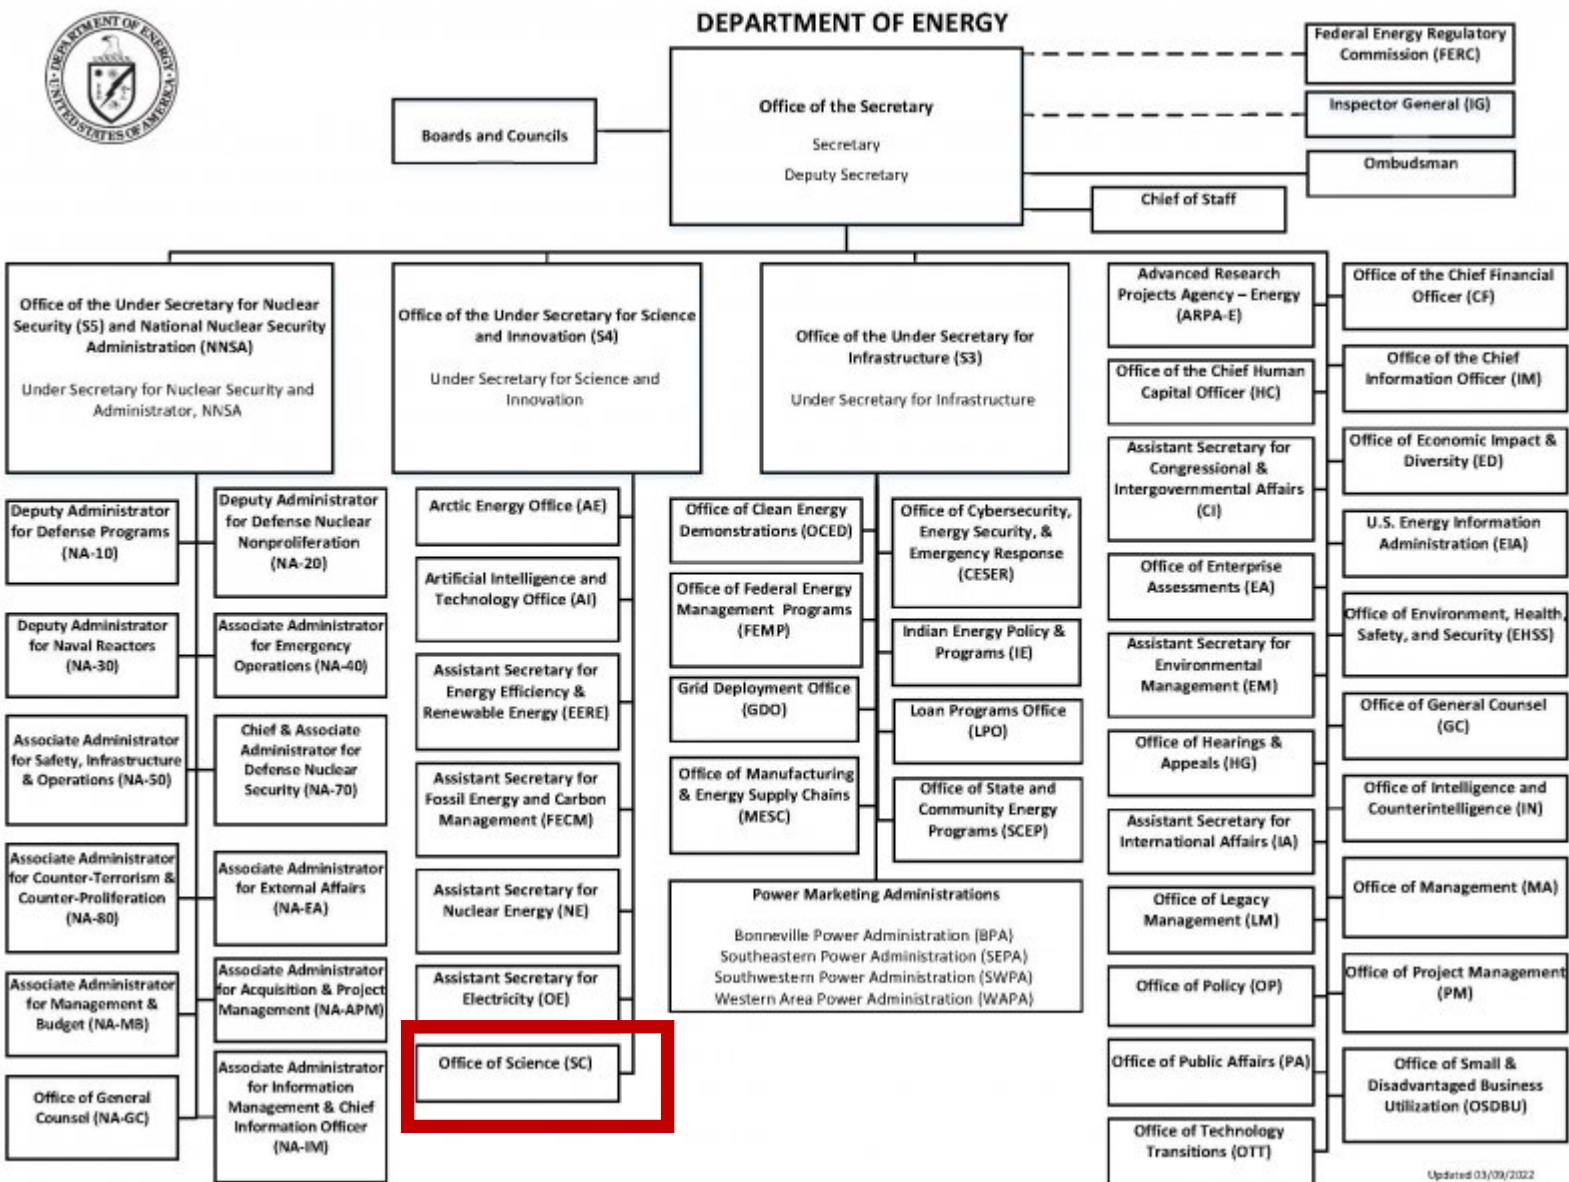 DEPARTMENT OF ENERGY
DEPARTMENT OF ENERGY
UNITED STATES OF AMERICA
Office of the Secretary
Secretary
Deputy Secretary
Boards and Councils
Federal Energy Regulatory
Commission (FERC)
Inspector General (IG)
Ombudsman
Chief of Staff
Office of the Under Secretary for Nuclear
Security (S5) and National Nuclear Security
Administration (NNSA)
Under Secretary for Nuclear Security and
Administrator, NNSA
Deputy Administrator
for Defense Programs
(NA-10)
Deputy Administrator
for Defense Nuclear
Nonproliferation
(NA-20)
Deputy Administrator
for Naval Reactors
(NA-30)
Associate Administrator
for Emergency
Operations (NA-40)
Associate Administrator
for Safety, Infrastructure
& Operations (NA-50)
Chief & Associate
Administrator for
Defense Nuclear
Security (NA-70)
Associate Administrator
for Counter-Terrorism &
Counter-Proliferation
(NA-80)
Associate Administrator
for External Affairs
(NA-EA)
Associate Administrator
for Management &
Budget (NA-MB)
Associate Administrator
for Acquisition & Project
Management (NA-APM)
Office of General
Counsel (NA-GC)
Associate Administrator
for Information
Management & Chief
Information Officer
(NA-IM)
Office of the Under Secretary for Science
and Innovation (S4)
Under Secretary for Science and
Innovation
Arctic Energy Office (AE)
Artificial Intelligence and
Technology Office (AI)
Assistant Secretary for
Energy Efficiency &
Renewable Energy (EERE)
Assistant Secretary for
Fossil Energy and Carbon
Management (FECM)
Assistant Secretary for
Nuclear Energy (NE)
Assistant Secretary for
Electricity (OE)
Office of Science (SC)
Office of the Under Secretary for
Infrastructure (S3)
Under Secretary for Infrastructure
Office of Clean Energy
Demonstrations (OCED)
Office of Cybersecurity,
Energy Security, &
Emergency Response
(CESER)
Office of Federal Energy
Management Programs
(FEMP)
Indian Energy Policy &
Programs (IE)
Grid Deployment Office
(GDO)
Loan Programs Office
(LPO)
Office of Manufacturing
& Energy Supply Chains
(MESC)
Office of State and
Community Energy
Programs (SCEP)
Power Marketing Administrations
Bonneville Power Administration (BPA)
Southeastern Power Administration (SEPA)
Southwestern Power Administration (SWPA)
Western Area Power Administration (WAPA)
Advanced Research
Projects Agency – Energy
(ARPA-E)
Office of the Chief Financial
Officer (CF)
Office of the Chief Human
Capital Officer (HC)
Office of the Chief
Information Officer (IM)
Assistant Secretary for
Congressional &
Intergovernmental Affairs
(CI)
Office of Economic Impact &
Diversity (ED)
U.S. Energy Information
Administration (EIA)
Office of Enterprise
Assessments (EA)
Office of Environment, Health,
Safety, and Security (EHSS)
Assistant Secretary for
Environmental
Management (EM)
Office of General Counsel
(GC)
Office of Hearings &
Appeals (HG)
Office of Intelligence and
Counterintelligence (IN)
Assistant Secretary for
International Affairs (IA)
Office of Management (MA)
Office of Legacy
Management (LM)
Office of Project Management
(PM)
Office of Policy (OP)
Office of Public Affairs (PA)
Office of Small &
Disadvantaged Business
Utilization (OSDBU)
Office of Technology
Transitions (OTT)
Updated 03/09/2022